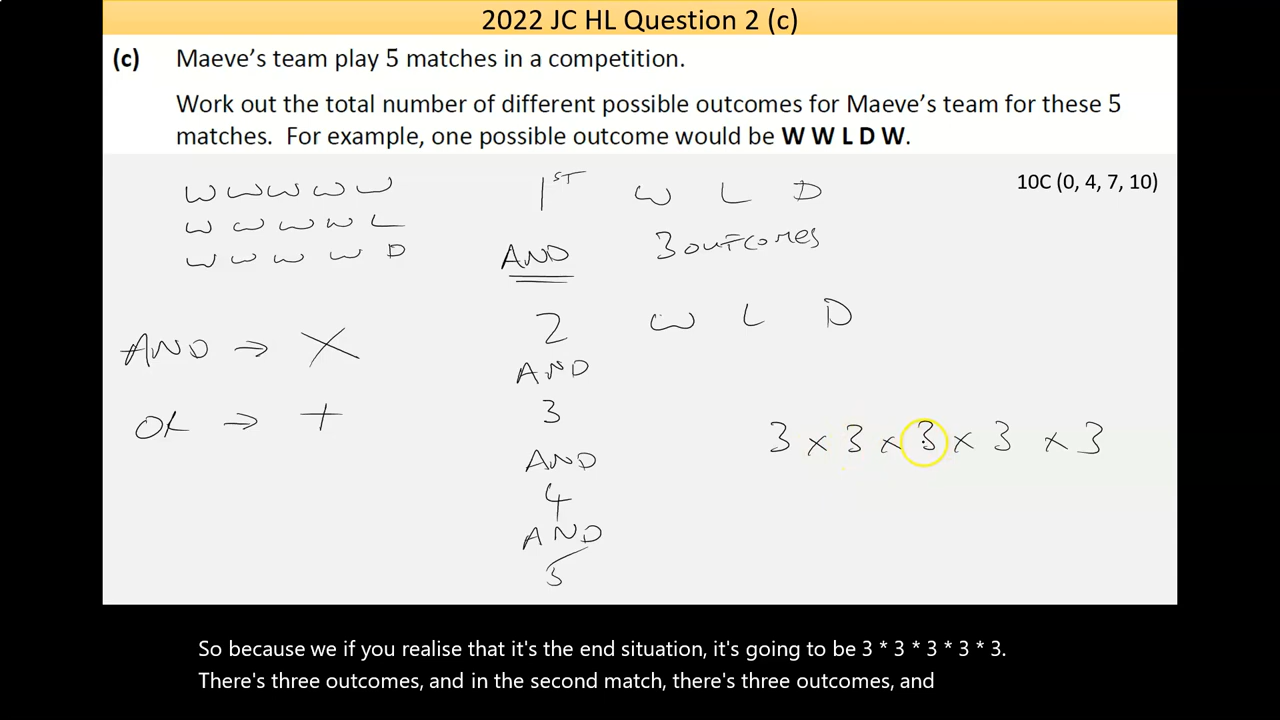 2022 JC HL Question 2 (c)
(c) Maeve's team play 5 matches in a competition.
Work out the total number of different possible outcomes for Maeve's team for these 5
matches. For example, one possible outcome would be W W L D W.
10C (0, 4, 7, 10)
W W W W W
W W W W L
W W W W D
AND → ×
OR → +
1ST W L D
3 outcomes
AND
2 W L D
AND
3
AND
4
AND
5
3 × 3 × 3 × 3 × 3
So because we if you realise that it's the end situation, it's going to be 3 * 3 * 3 * 3 * 3.
There's three outcomes, and in the second match, there's three outcomes, and